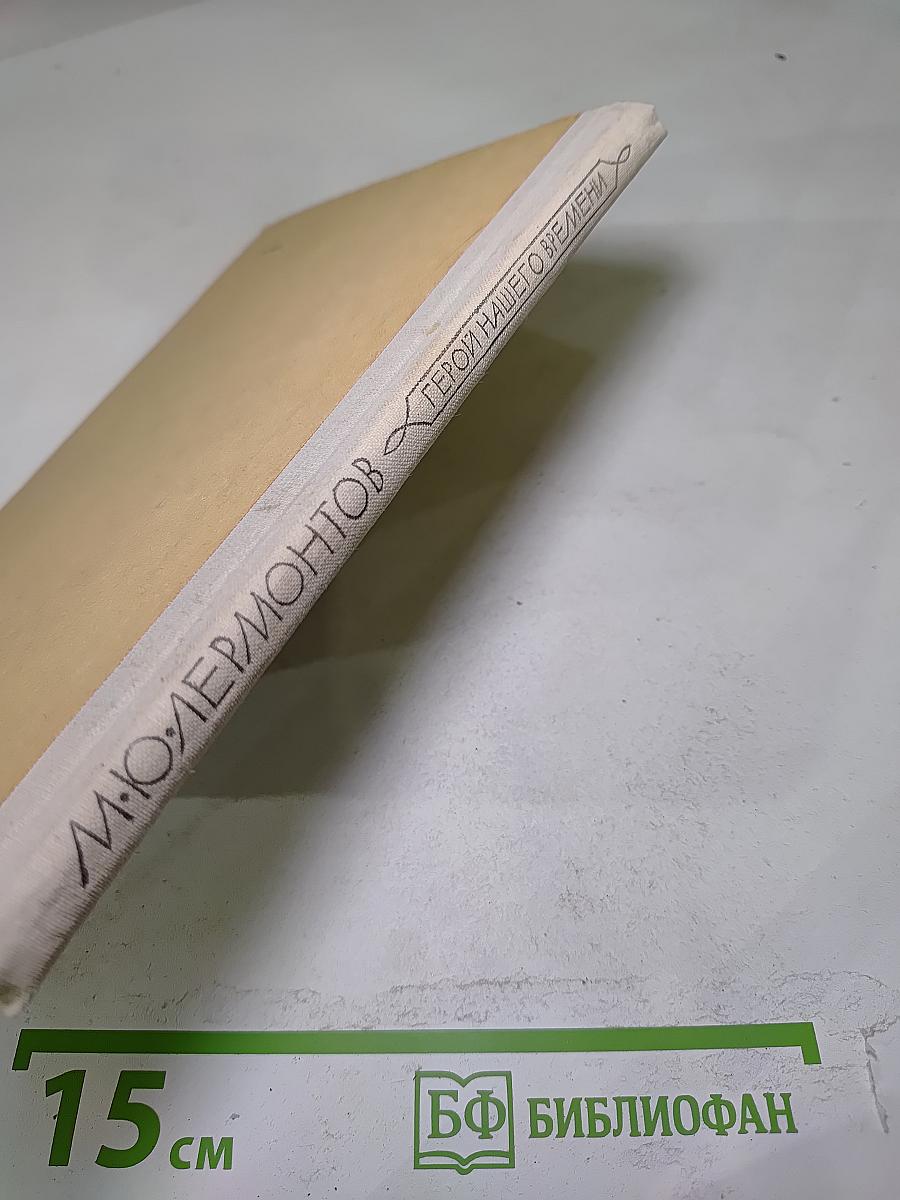 М·Ю·ЛЕРМОНТОВ ГЕРОЙ НАШЕГО ВРЕМЕНИ
15 см
БФ БИБЛИОФАН